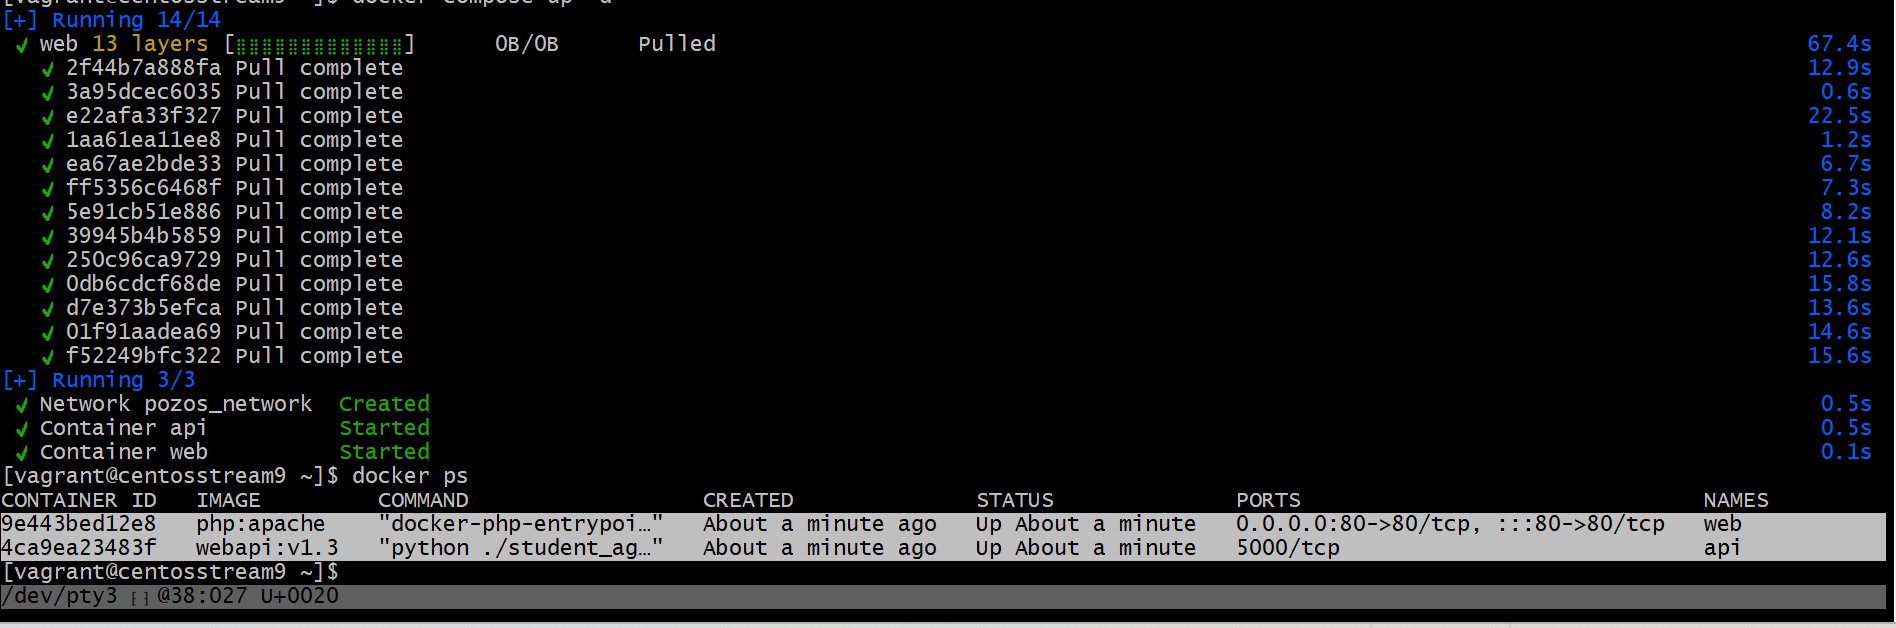 [vagrant@centosstream9 ~]$ docker compose up -d
[+] Running 14/14
✓ web 13 layers [⣿⣿⣿⣿⣿⣿⣿⣿⣿⣿⣿⣿⣿] 0B/0B Pulled 67.4s
✓ 2f44b7a888fa Pull complete 12.9s
✓ 3a95dcec6035 Pull complete 0.6s
✓ e22afa33f327 Pull complete 22.5s
✓ 1aa61ea11ee8 Pull complete 1.2s
✓ ea67ae2bde33 Pull complete 6.7s
✓ ff5356c6468f Pull complete 7.3s
✓ 5e91cb51e886 Pull complete 8.2s
✓ 39945b4b5859 Pull complete 12.1s
✓ 250c96ca9729 Pull complete 12.6s
✓ 0db6cdcf68de Pull complete 15.8s
✓ d7e373b5efca Pull complete 13.6s
✓ 01f91aadea69 Pull complete 14.6s
✓ f52249bfc322 Pull complete 15.6s
[+] Running 3/3
✓ Network pozos_network Created 0.5s
✓ Container api Started 0.5s
✓ Container web Started 0.1s
[vagrant@centosstream9 ~]$ docker ps
CONTAINER ID IMAGE COMMAND CREATED STATUS PORTS NAMES
9e443bed12e8 php:apache "docker-php-entrypoi…" About a minute ago Up About a minute 0.0.0.0:80->80/tcp, :::80->80/tcp web
4ca9ea23483f webapi:v1.3 "python ./student_ag…" About a minute ago Up About a minute 5000/tcp api
[vagrant@centosstream9 ~]$
/dev/pty3 [ ] @38:027 U+0020